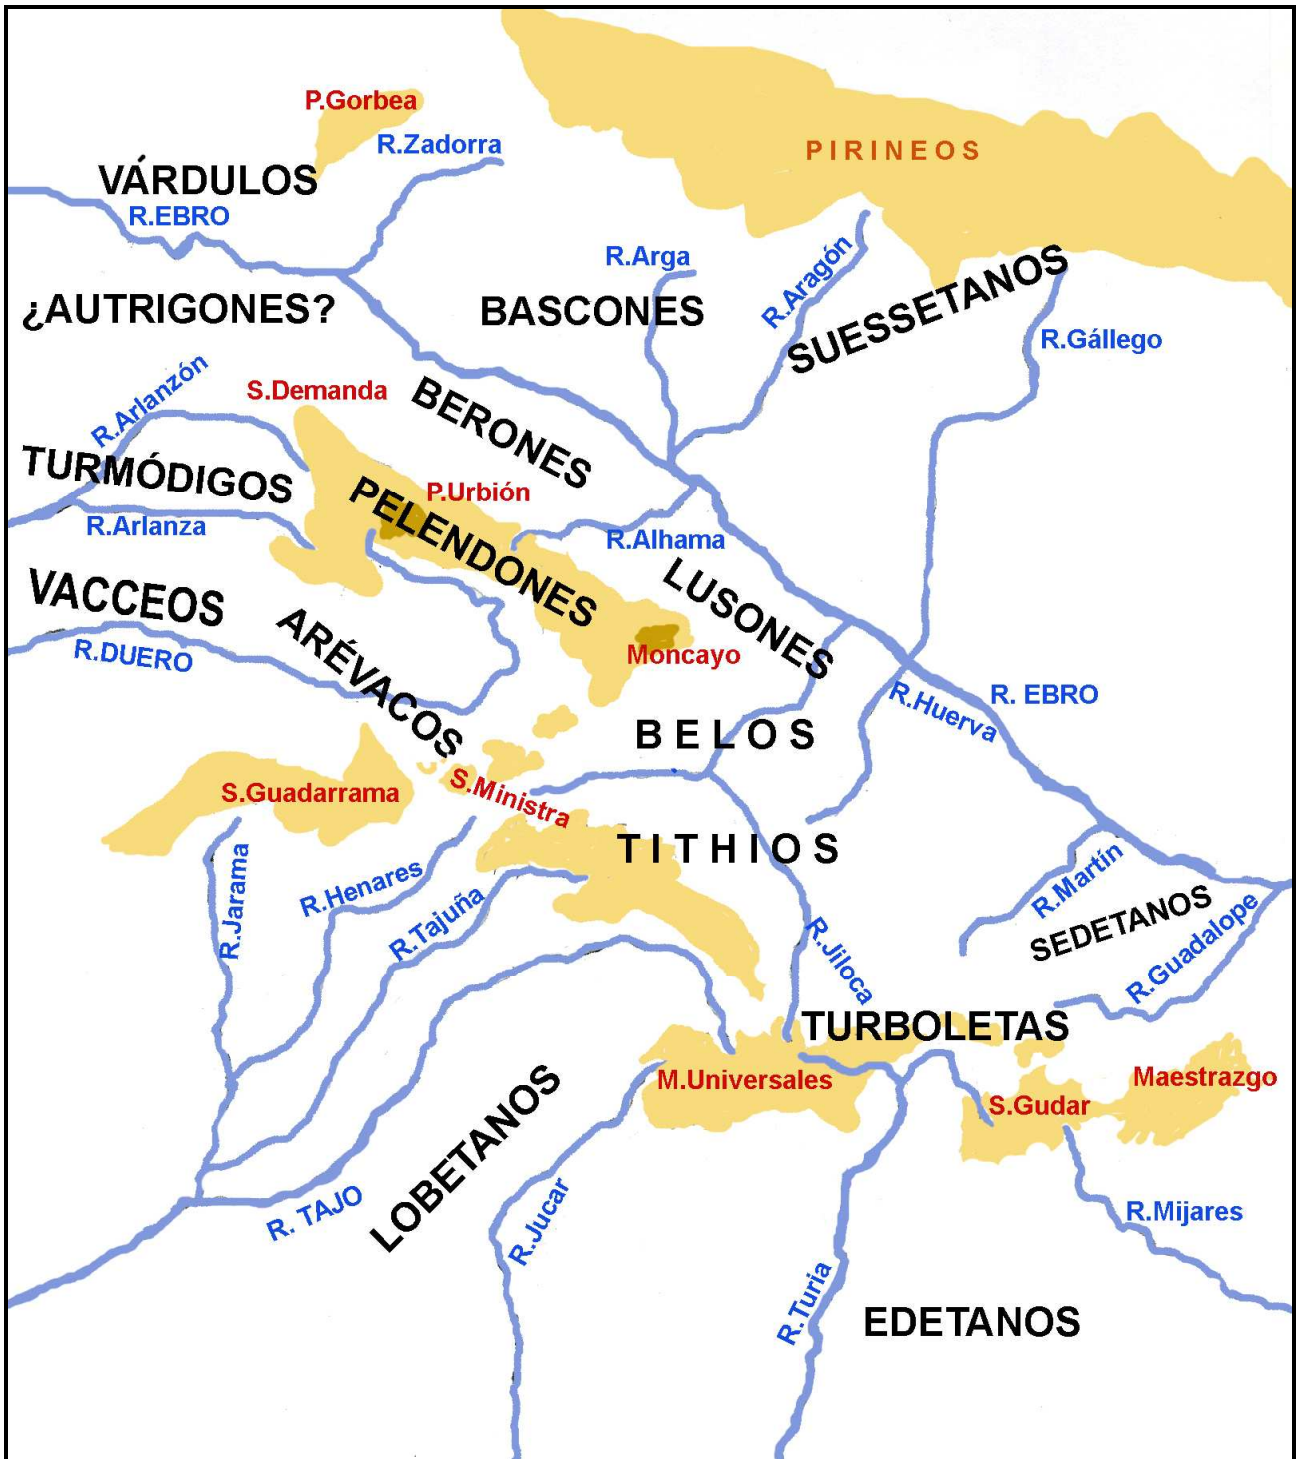 P.Gorbea
R.Zadorra
PIRINEOS
VÁRDULOS
R.EBRO
R.Arga
R.Aragón
SUESSETANOS
¿AUTRIGONES?
BASCONES
R.Gállego
R.Arlanzón
S.Demanda
BERONES
TURMÓDIGOS
P.Urbión
PELENDONES
R.Arlanza
R.Alhama
VACCEOS
LUSONES
ARÉVACOS
R.DUERO
Moncayo
R.Huerva
R. EBRO
BELOS
S.Guadarrama
S.Ministra
TITHIOS
R.Jarama
R.Henares
R.Tajuña
R.Martín
SEDETANOS
R.Guadalope
R.Jiloca
TURBOLETAS
M.Universales
Maestrazgo
S.Gudar
LOBETANOS
R. TAJO
R.Jucar
R.Mijares
R.Turia
EDETANOS